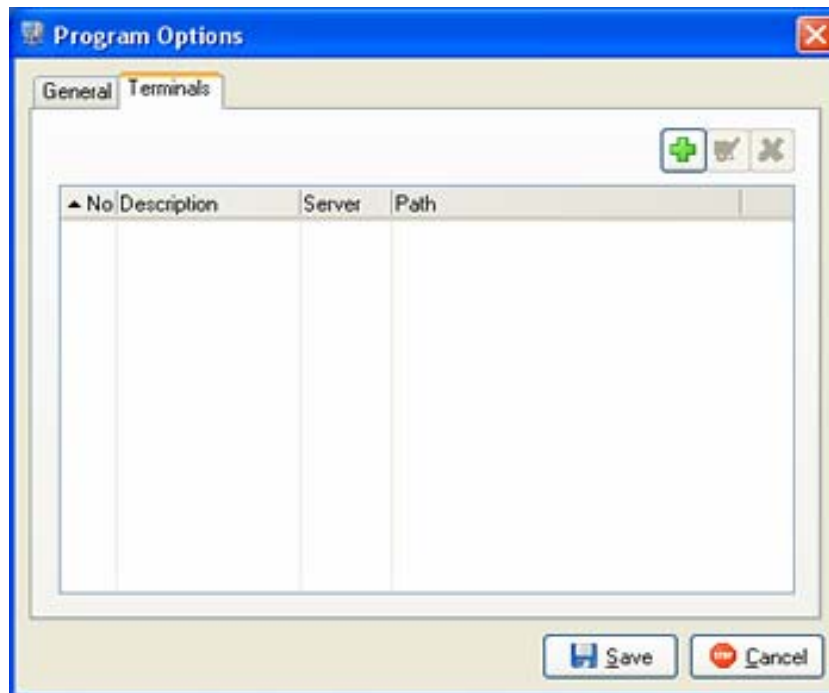 Program Options
General Terminals
No Description Server Path
Save Cancel